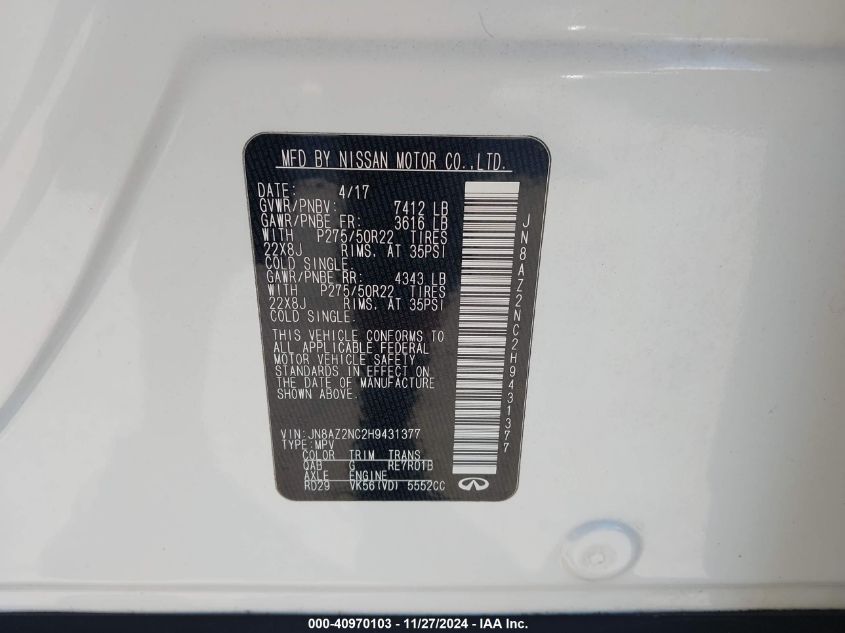 MFD BY NISSAN MOTOR CO.,LTD.
DATE: 4/17
GVWR/PNBV: 7412 LB
GAWR/PNBE FR: 3616 LB
WITH P275/50R22 TIRES
22X8J RIMS. AT 35PSI
COLD SINGLE.
GAWR/PNBE RR: 4343 LB
WITH P275/50R22 TIRES
22X8J RIMS. AT 35PSI
COLD SINGLE.
THIS VEHICLE CONFORMS TO
ALL APPLICABLE FEDERAL
MOTOR VEHICLE SAFETY
STANDARDS IN EFFECT ON
THE DATE OF MANUFACTURE
SHOWN ABOVE.
VIN: JN8AZ2NC2H9431377
TYPE: MPV
COLOR TRIM TRANS
QAB G RE7R01B
AXLE ENGINE
RD29 VK56(VD) 5552CC
JN8AZ2NC2H9431377
000-40970103 - 11/27/2024 - IAA Inc.